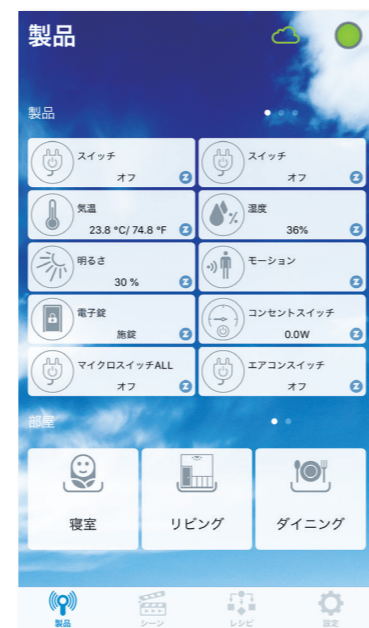 製品
製品
スイッチ
オフ
スイッチ
オフ
気温
23.8 °C/ 74.8 °F
湿度
36%
明るさ
30 %
モーション
電子錠
施錠
コンセントスイッチ
0.0W
マイクロスイッチALL
オフ
エアコンスイッチ
オフ
部屋
寝室
リビング
ダイニング
製品
シーン
レシピ
設定